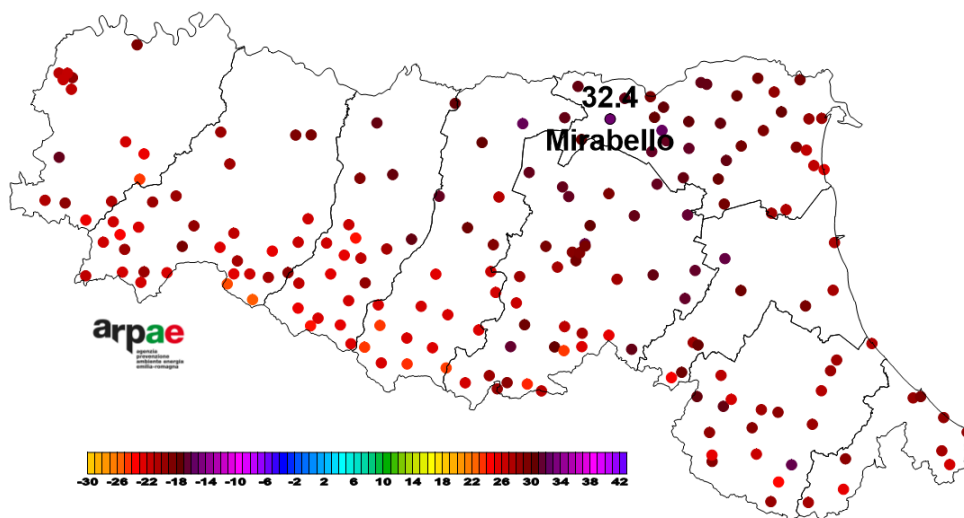 32.4
Mirabello
arpae
agenzia
prevenzione
ambiente energia
emilia-romagna
-30 -26 -22 -18 -14 -10 -6 -2 2 6 10 14 18 22 26 30 34 38 42